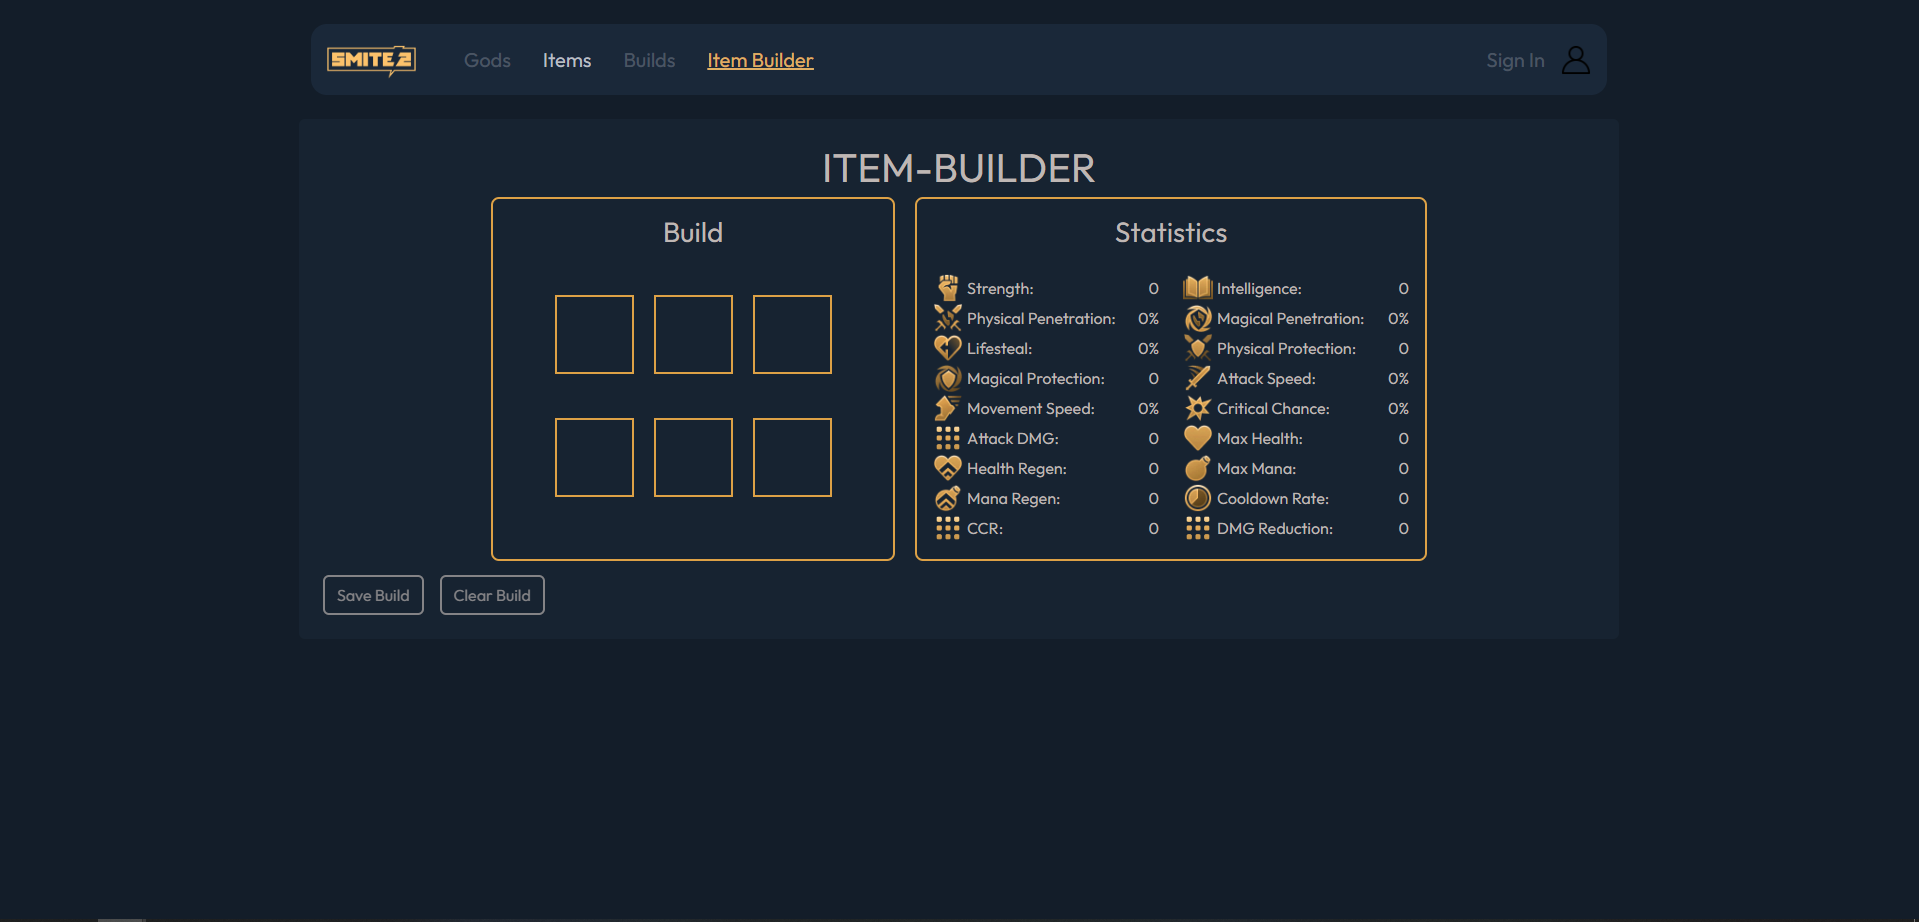 SMITE 2
Gods Items Builds Item Builder Sign In
ITEM-BUILDER
Build
Statistics
Strength: 0 Intelligence: 0
Physical Penetration: 0% Magical Penetration: 0%
Lifesteal: 0% Physical Protection: 0
Magical Protection: 0 Attack Speed: 0%
Movement Speed: 0% Critical Chance: 0%
Attack DMG: 0 Max Health: 0
Health Regen: 0 Max Mana: 0
Mana Regen: 0 Cooldown Rate: 0
CCR: 0 DMG Reduction: 0
Save Build Clear Build